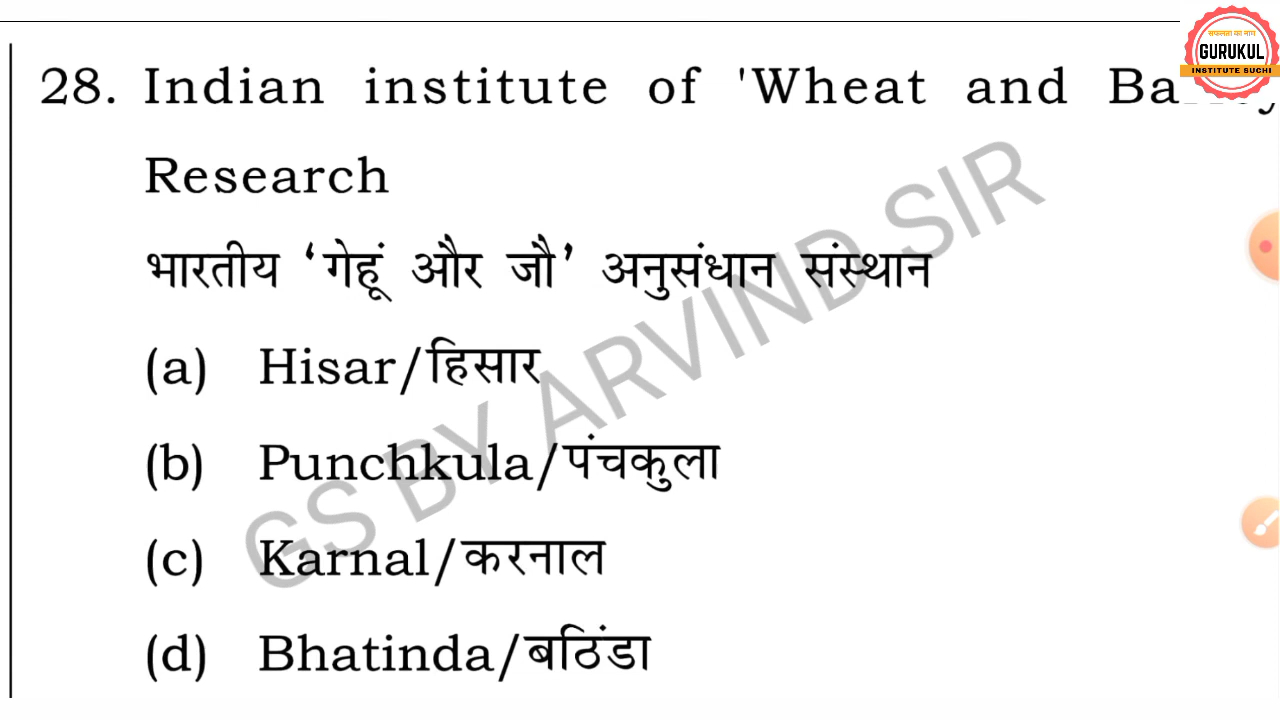 सफलता का मार्ग
GURUKUL
INSTITUTE SUCHI
28. Indian institute of 'Wheat and
Research
भारतीय ‘गेहूं और जौ’ अनुसंधान संस्थान
(a) Hisar/हिसार
(b) Punchkula/पंचकुला
(c) Karnal/करनाल
(d) Bhatinda/बठिंडा
GS BY ARVIND SIR